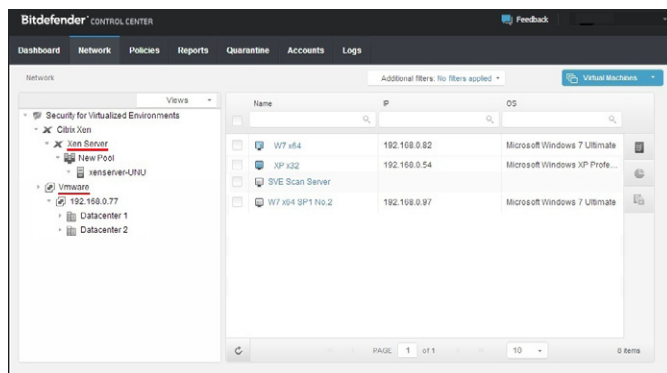 Bitdefender CONTROL CENTER
Feedback
Dashboard Network Policies Reports Quarantine Accounts Logs
Network
Additional filters: No filters applied
Virtual Machines
Views
Security for Virtualized Environments
Citrix Xen
Xen Server
New Pool
xenserver-UNU
Vmware
192.168.0.77
Datacenter 1
Datacenter 2
Name IP OS
W7 x64 192.168.0.82 Microsoft Windows 7 Ultimate
XP x32 192.168.0.54 Microsoft Windows XP Profe...
SVE Scan Server
W7 x64 SP1 No.2 192.168.0.97 Microsoft Windows 7 Ultimate
PAGE 1 of 1 10 0 items